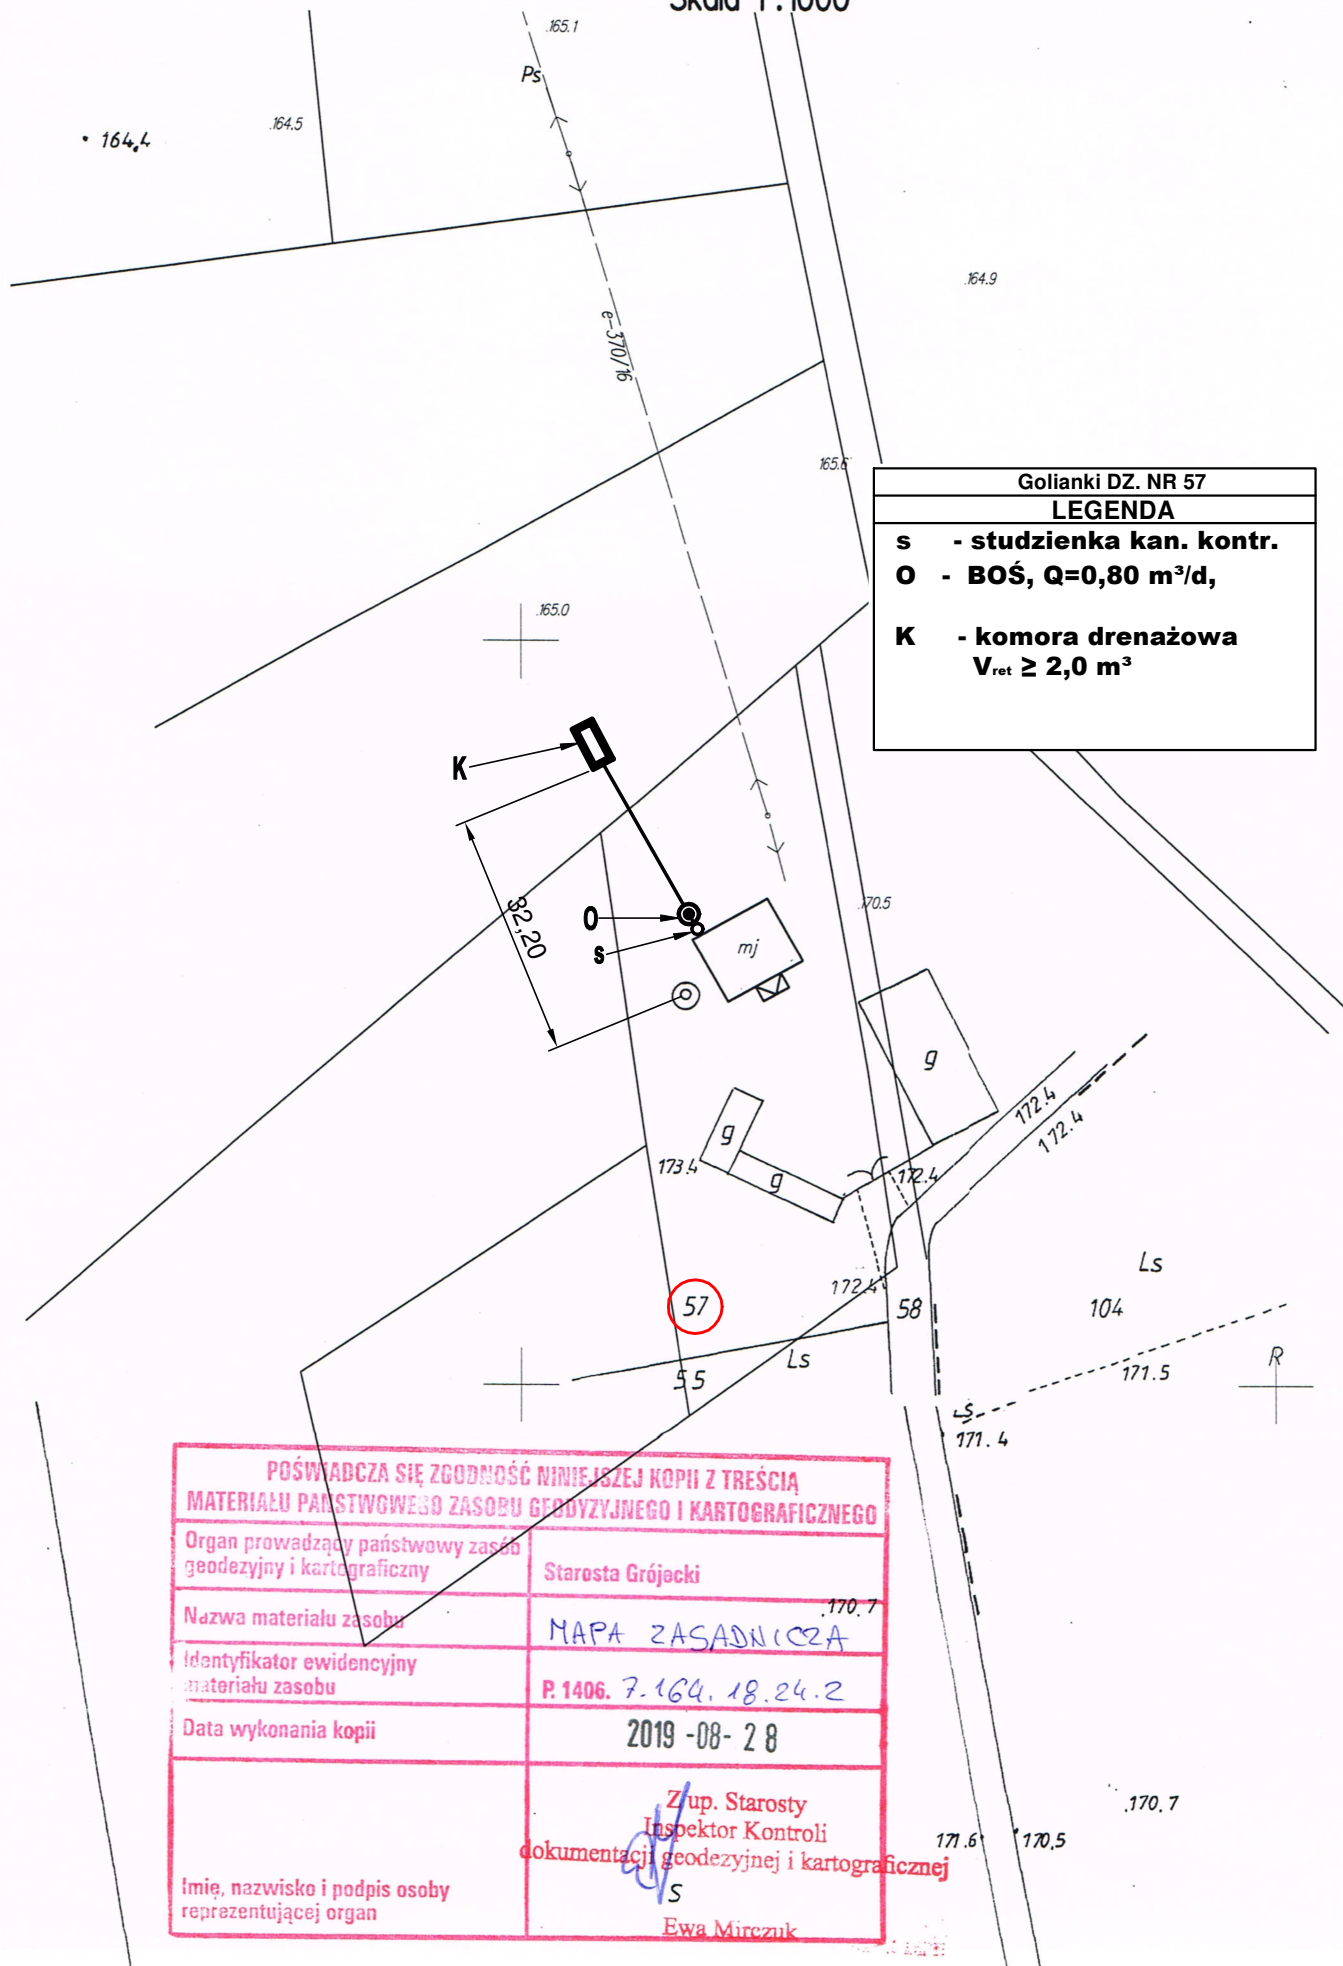 Skala 1:1000
.165.1
Ps
164,4
.164.5
.164.9
e-370/16
165.6
Golianki DZ. NR 57
LEGENDA
s - studzienka kan. kontr.
O - BOŚ, Q=0,80 m³/d,
K - komora drenażowa
Vret ≥ 2,0 m³
.165.0
K
32,20
O
s
mj
170.5
g
172.4
172.4
g
173.4
g
172.4
172.4
Ls
57
58
104
Ls
55
171.5
R
Ls
171.4
POŚWIADCZA SIĘ ZGODNOŚĆ NINIEJSZEJ KOPII Z TREŚCIĄ
MATERIAŁU PAŃSTWOWEGO ZASOBU GEODYZYJNEGO I KARTOGRAFICZNEGO
Organ prowadzący państwowy zasób
geodezyjny i kartograficzny
Starosta Grójecki
.170.7
Nazwa materiału zasobu
MAPA ZASADNICZA
Identyfikator ewidencyjny
materiału zasobu
P. 1406. 7.164.18.24.2
Data wykonania kopii
2019 -08- 28
Z up. Starosty
Inspektor Kontroli
dokumentacji geodezyjnej i kartograficznej
S
Imię, nazwisko i podpis osoby
reprezentującej organ
Ewa Mirczuk
.170.7
171.6
170.5